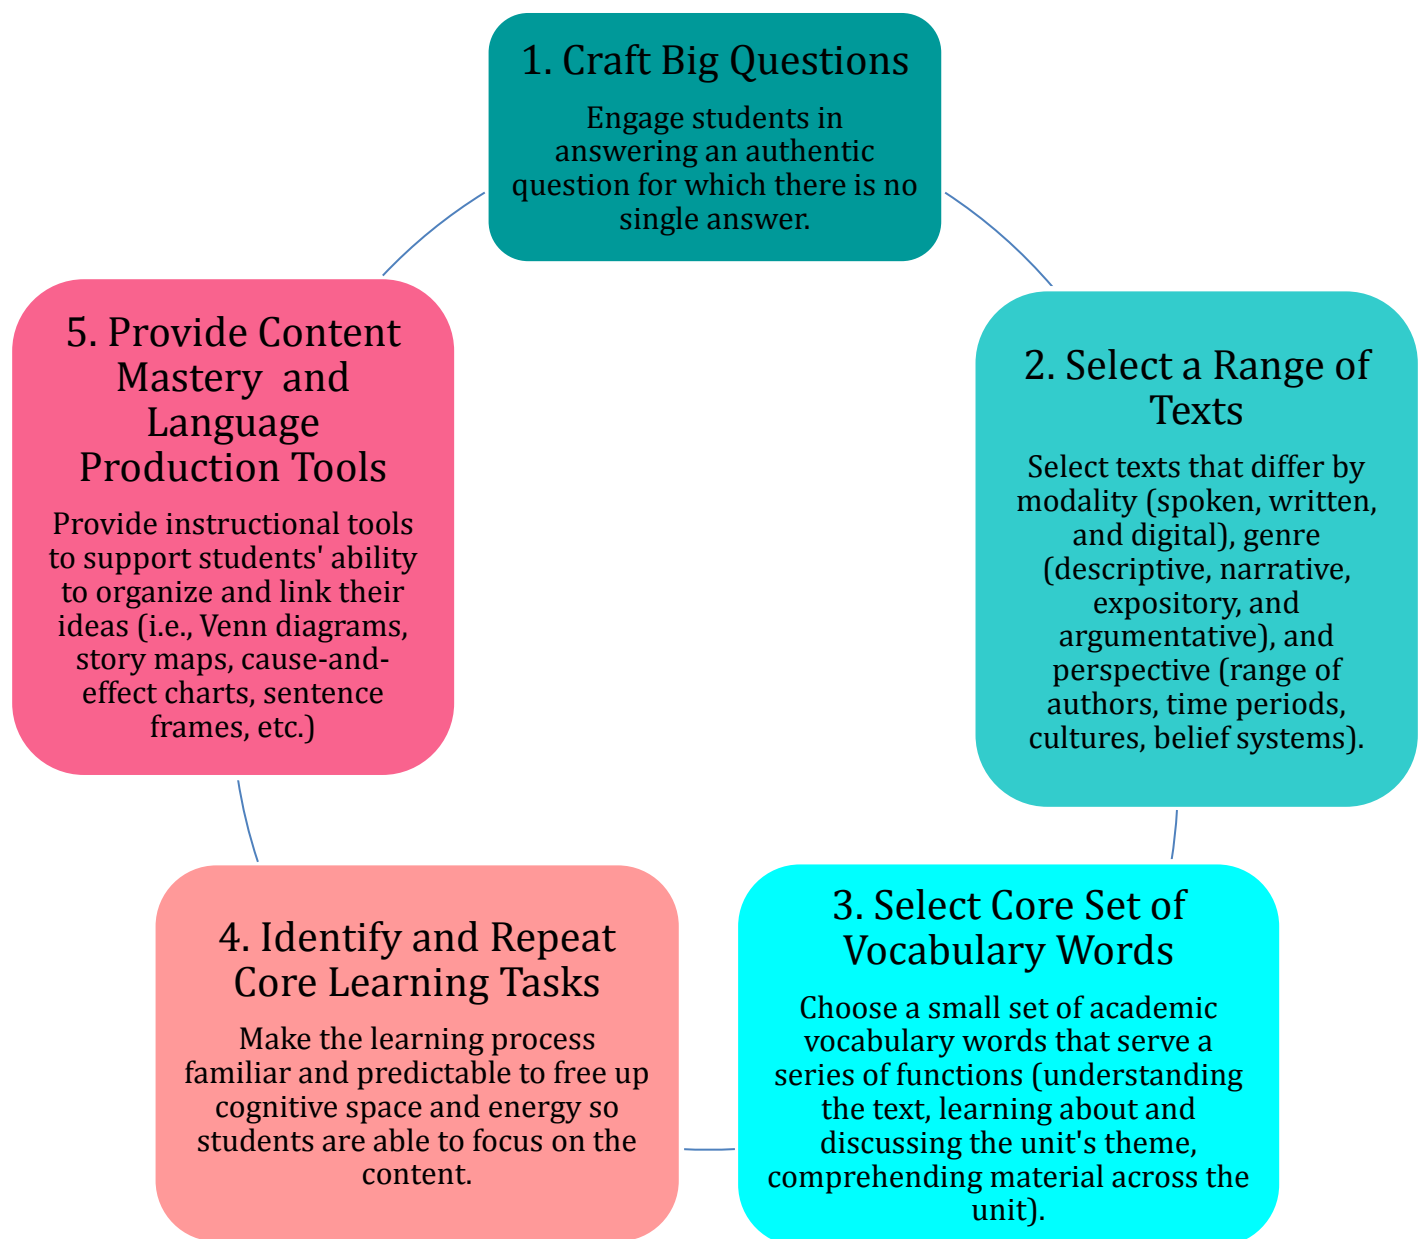 1. Craft Big Questions
Engage students in
answering an authentic
question for which there is no
single answer.
2. Select a Range of
Texts
Select texts that differ by
modality (spoken, written,
and digital), genre
(descriptive, narrative,
expository, and
argumentative), and
perspective (range of
authors, time periods,
cultures, belief systems).
3. Select Core Set of
Vocabulary Words
Choose a small set of academic
vocabulary words that serve a
series of functions (understanding
the text, learning about and
discussing the unit's theme,
comprehending material across the
unit).
4. Identify and Repeat
Core Learning Tasks
Make the learning process
familiar and predictable to free up
cognitive space and energy so
students are able to focus on the
content.
5. Provide Content
Mastery and
Language
Production Tools
Provide instructional tools
to support students' ability
to organize and link their
ideas (i.e., Venn diagrams,
story maps, cause-and-
effect charts, sentence
frames, etc.)